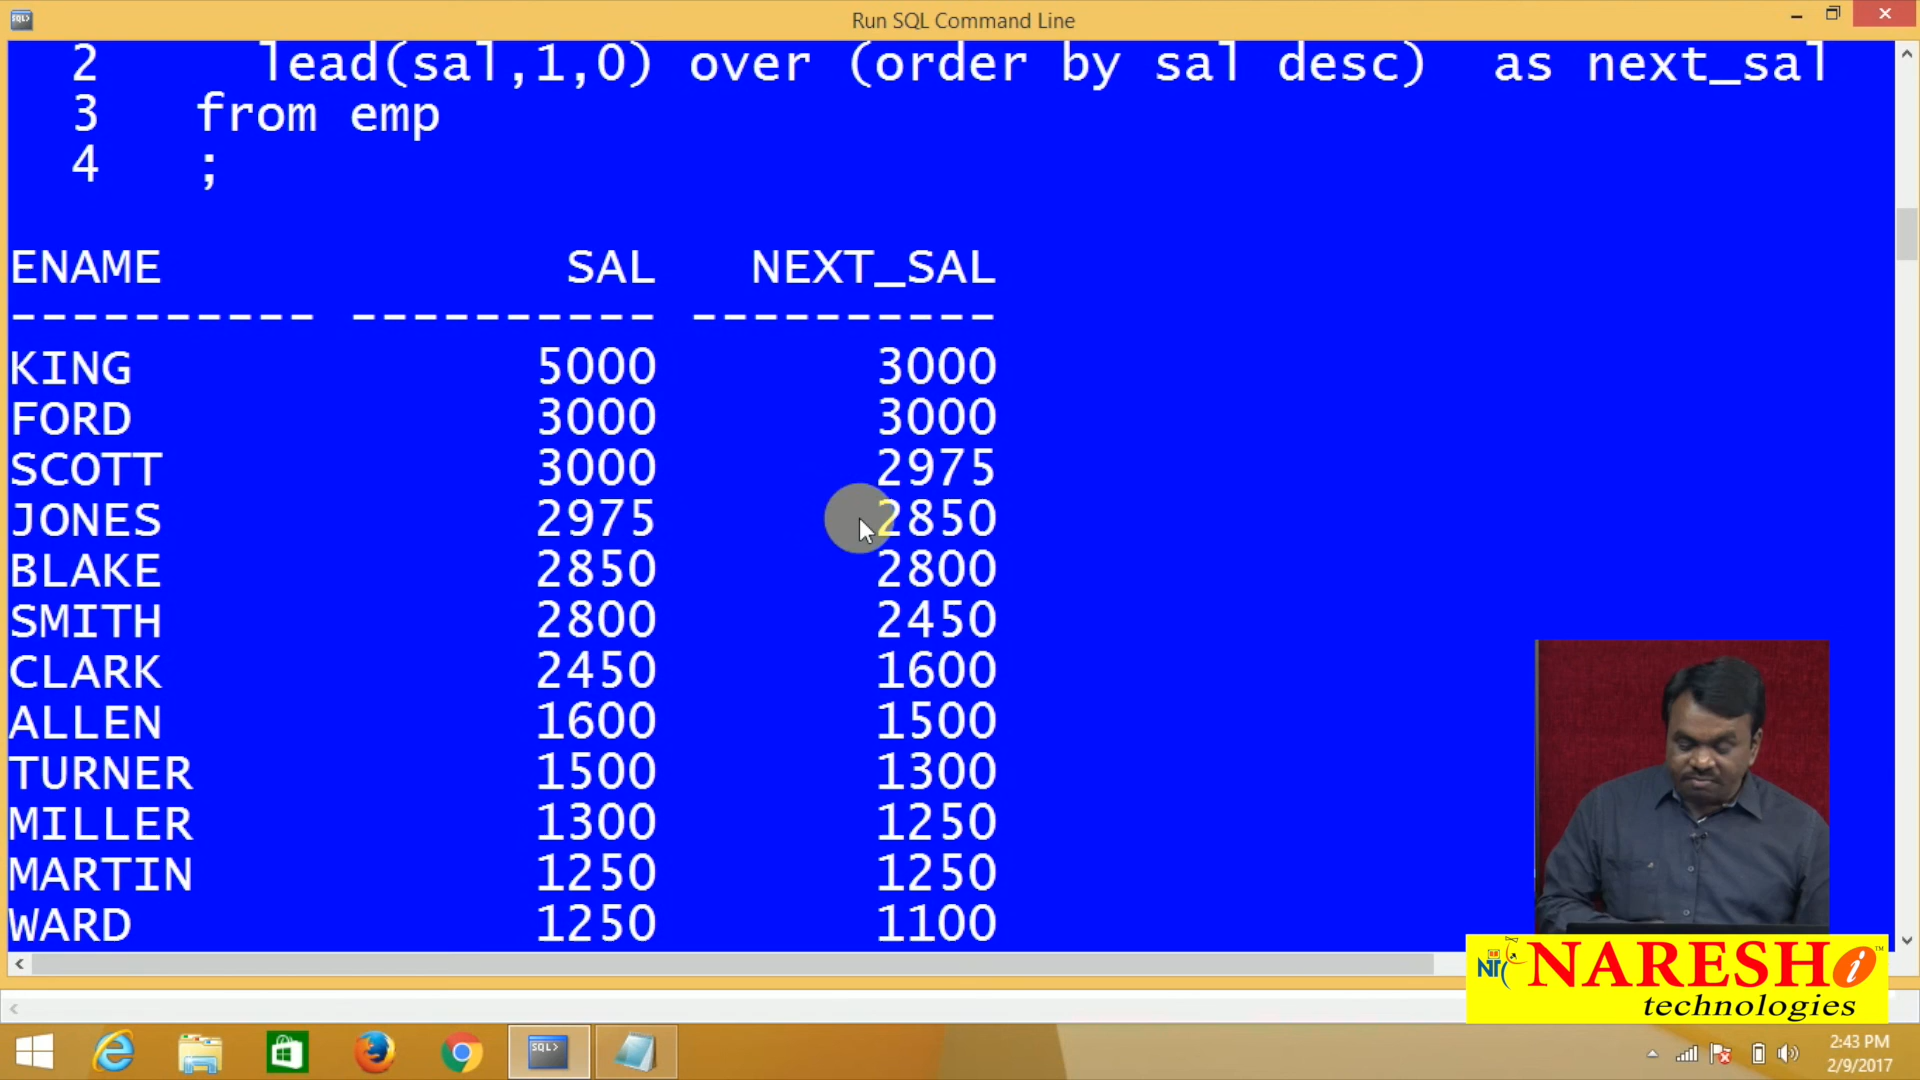 Run SQL Command Line
2 lead(sal,1,0) over (order by sal desc) as next_sal
3 from emp
4 ;
ENAME SAL NEXT_SAL
---------- ---------- ----------
KING 5000 3000
FORD 3000 3000
SCOTT 3000 2975
JONES 2975 2850
BLAKE 2850 2800
SMITH 2800 2450
CLARK 2450 1600
ALLEN 1600 1500
TURNER 1500 1300
MILLER 1300 1250
MARTIN 1250 1250
WARD 1250 1100
NARESH i
technologies
SQL>
2:43 PM
2/9/2017